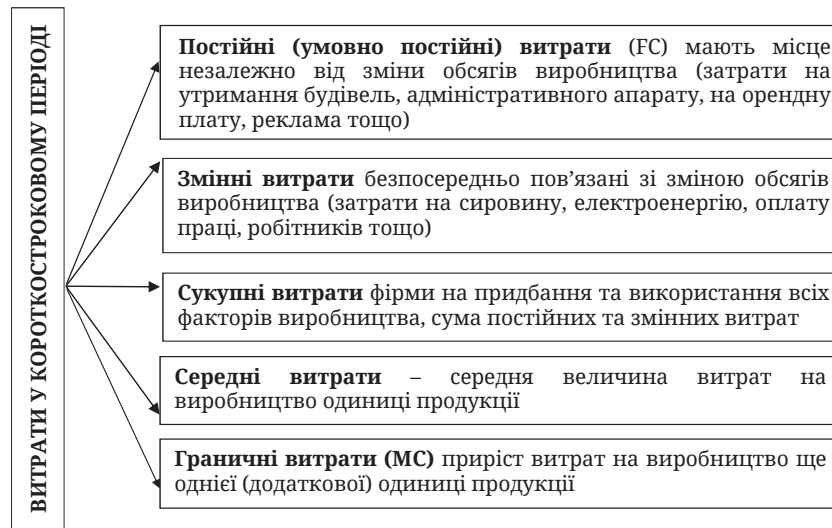 ВИТРАТИ У КОРОТКОСТРОКОВОМУ ПЕРІОДІ
Постійні (умовно постійні) витрати (FC) мають місце
незалежно від зміни обсягів виробництва (затрати на
утримання будівель, адміністративного апарату, на орендну
плату, реклама тощо)
Змінні витрати безпосередньо пов’язані зі зміною обсягів
виробництва (затрати на сировину, електроенергію, оплату
праці, робітників тощо)
Сукупні витрати фірми на придбання та використання всіх
факторів виробництва, сума постійних та змінних витрат
Середні витрати – середня величина витрат на
виробництво одиниці продукції
Граничні витрати (МС) приріст витрат на виробництво ще
однієї (додаткової) одиниці продукції